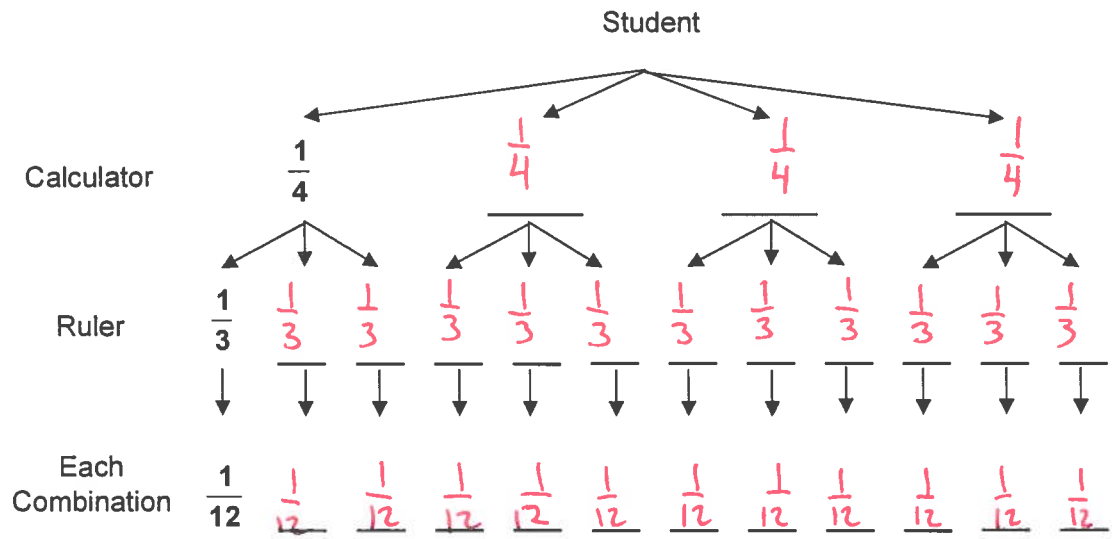 Student
Calculator 1/4 1/4 1/4 1/4
Ruler 1/3 1/3 1/3 1/3 1/3 1/3 1/3 1/3 1/3 1/3 1/3 1/3
Each
Combination 1/12 1/12 1/12 1/12 1/12 1/12 1/12 1/12 1/12 1/12 1/12 1/12